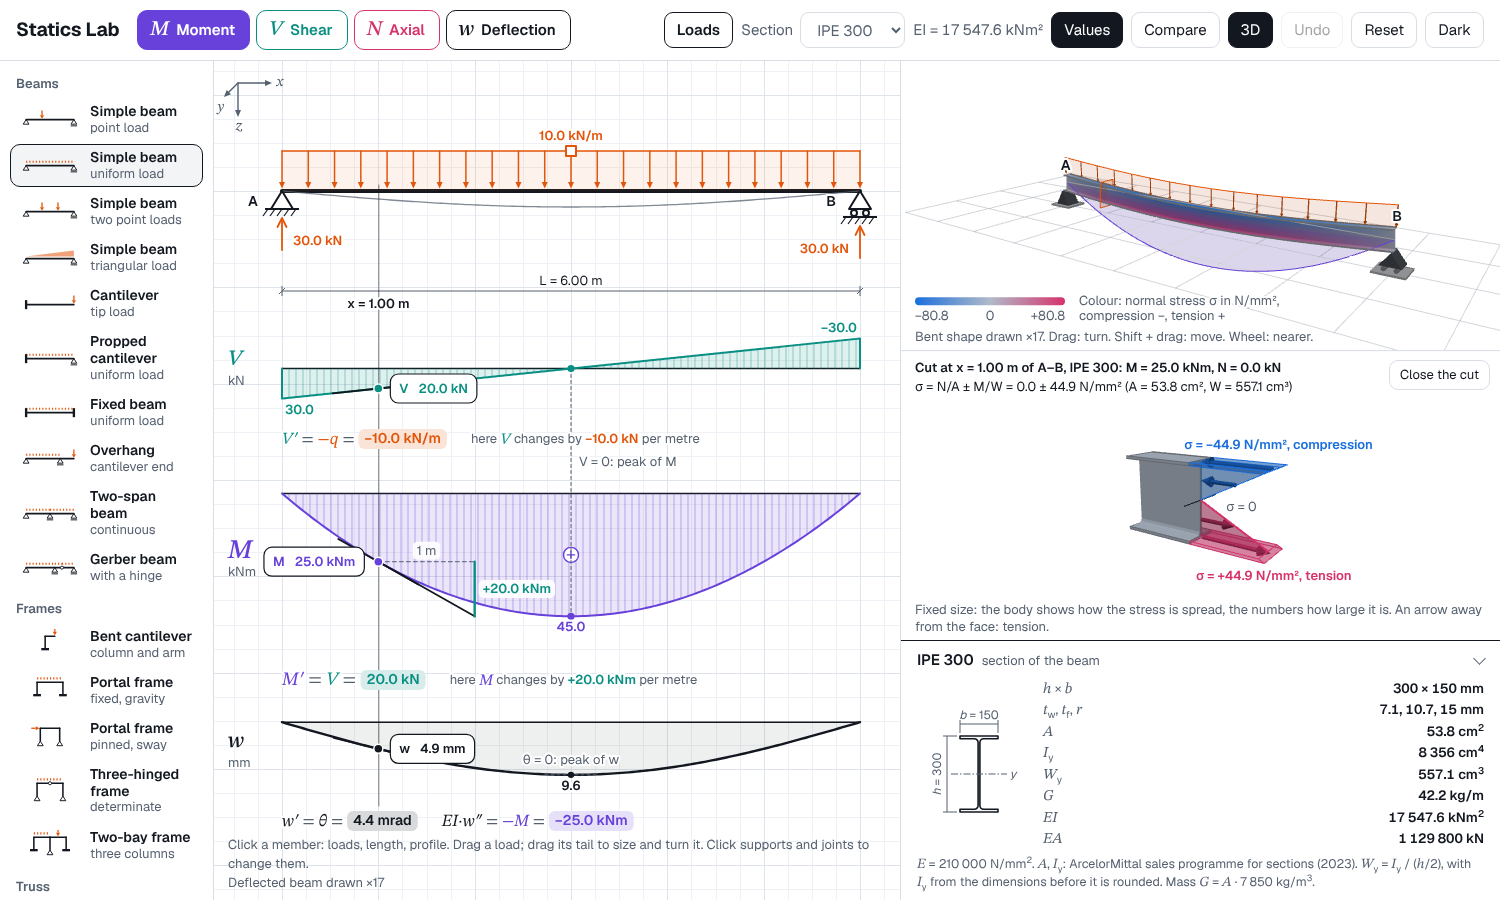 Statics Lab
M Moment
V Shear
N Axial
w Deflection
Loads
Section
IPE 300
EI = 17 547.6 kNm²
Values
Compare
3D
Undo
Reset
Dark
Beams
Simple beam
point load
Simple beam
uniform load
Simple beam
two point loads
Simple beam
triangular load
Cantilever
tip load
Propped
cantilever
uniform load
Fixed beam
uniform load
Overhang
cantilever end
Two-span
beam
continuous
Gerber beam
with a hinge
Frames
Bent cantilever
column and arm
Portal frame
fixed, gravity
Portal frame
pinned, sway
Three-hinged
frame
determinate
Two-bay frame
three columns
Truss
x
y
z
10.0 kN/m
A
B
30.0 kN
30.0 kN
L = 6.00 m
x = 1.00 m
V
kN
−30.0
V 20.0 kN
30.0
V′ = −q = −10.0 kN/m
here V changes by −10.0 kN per metre
V = 0: peak of M
M
kNm
M 25.0 kNm
1 m
+20.0 kNm
45.0
M′ = V = 20.0 kN
here M changes by +20.0 kNm per metre
w
mm
w 4.9 mm
θ = 0: peak of w
9.6
w′ = θ = 4.4 mrad
EI·w″ = −M = −25.0 kNm
Click a member: loads, length, profile. Drag a load; drag its tail to size and turn it. Click supports and joints to
change them.
Deflected beam drawn ×17
A
B
−80.8 0 +80.8
Colour: normal stress σ in N/mm²,
compression −, tension +
Bent shape drawn ×17. Drag: turn. Shift + drag: move. Wheel: nearer.
Cut at x = 1.00 m of A–B, IPE 300: M = 25.0 kNm, N = 0.0 kN
σ = N/A ± M/W = 0.0 ± 44.9 N/mm² (A = 53.8 cm², W = 557.1 cm³)
Close the cut
σ = −44.9 N/mm², compression
σ = 0
σ = +44.9 N/mm², tension
Fixed size: the body shows how the stress is spread, the numbers how large it is. An arrow away
from the face: tension.
IPE 300 section of the beam
b = 150
h = 300
y
h × b 300 × 150 mm
tw, tf, r 7.1, 10.7, 15 mm
A 53.8 cm²
Iy 8 356 cm⁴
Wy 557.1 cm³
G 42.2 kg/m
EI 17 547.6 kNm²
EA 1 129 800 kN
E = 210 000 N/mm². A, Iy: ArcelorMittal sales programme for sections (2023). Wy = Iy / (h/2), with
Iy from the dimensions before it is rounded. Mass G = A · 7 850 kg/m³.